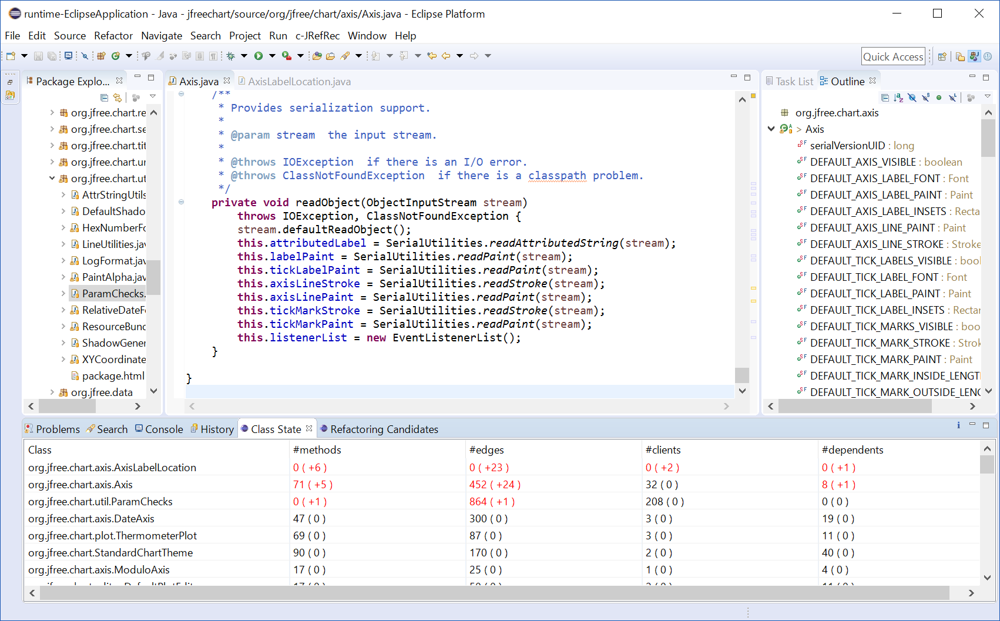 runtime-EclipseApplication - Java - jfreechart/source/org/jfree/chart/axis/Axis.java - Eclipse Platform
File Edit Source Refactor Navigate Search Project Run c-JRefRec Window Help
Quick Access
Package Explo...
org.jfree.chart.re
org.jfree.chart.se
org.jfree.chart.tit
org.jfree.chart.ur
org.jfree.chart.ut
AttrStringUtils
DefaultShado
HexNumberFo
LineUtilities.jav
LogFormat.jav
PaintAlpha.jav
ParamChecks.
RelativeDateFo
ResourceBund
ShadowGener
XYCoordinate
package.html
org.jfree.data
Axis.java AxisLabelLocation.java
/**
* Provides serialization support.
*
* @param stream  the input stream.
*
* @throws IOException  if there is an I/O error.
* @throws ClassNotFoundException  if there is a classpath problem.
*/
private void readObject(ObjectInputStream stream)
throws IOException, ClassNotFoundException {
stream.defaultReadObject();
this.attributedLabel = SerialUtilities.readAttributedString(stream);
this.labelPaint = SerialUtilities.readPaint(stream);
this.tickLabelPaint = SerialUtilities.readPaint(stream);
this.axisLineStroke = SerialUtilities.readStroke(stream);
this.axisLinePaint = SerialUtilities.readPaint(stream);
this.tickMarkStroke = SerialUtilities.readStroke(stream);
this.tickMarkPaint = SerialUtilities.readPaint(stream);
this.listenerList = new EventListenerList();
}
}
Task List Outline
org.jfree.chart.axis
> Axis
serialVersionUID : long
DEFAULT_AXIS_VISIBLE : boolean
DEFAULT_AXIS_LABEL_FONT : Font
DEFAULT_AXIS_LABEL_PAINT : Paint
DEFAULT_AXIS_LABEL_INSETS : Recta
DEFAULT_AXIS_LINE_PAINT : Paint
DEFAULT_AXIS_LINE_STROKE : Stroke
DEFAULT_TICK_LABELS_VISIBLE : bool
DEFAULT_TICK_LABEL_FONT : Font
DEFAULT_TICK_LABEL_PAINT : Paint
DEFAULT_TICK_LABEL_INSETS : Rectar
DEFAULT_TICK_MARKS_VISIBLE : boo
DEFAULT_TICK_MARK_STROKE : Strok
DEFAULT_TICK_MARK_PAINT : Paint
DEFAULT_TICK_MARK_INSIDE_LENGTH
DEFAULT_TICK_MARK_OUTSIDE_LENG
Problems Search Console History Class State Refactoring Candidates
Class #methods #edges #clients #dependents
org.jfree.chart.axis.AxisLabelLocation 0 ( +6 ) 0 ( +23 ) 0 ( +2 ) 0 ( +1 )
org.jfree.chart.axis.Axis 71 ( +5 ) 452 ( +24 ) 32 ( 0 ) 8 ( +1 )
org.jfree.chart.util.ParamChecks 0 ( +1 ) 864 ( +1 ) 208 ( 0 ) 0 ( 0 )
org.jfree.chart.axis.DateAxis 47 ( 0 ) 300 ( 0 ) 3 ( 0 ) 19 ( 0 )
org.jfree.chart.plot.ThermometerPlot 69 ( 0 ) 87 ( 0 ) 3 ( 0 ) 11 ( 0 )
org.jfree.chart.StandardChartTheme 90 ( 0 ) 170 ( 0 ) 2 ( 0 ) 40 ( 0 )
org.jfree.chart.axis.ModuloAxis 17 ( 0 ) 25 ( 0 ) 1 ( 0 ) 4 ( 0 )